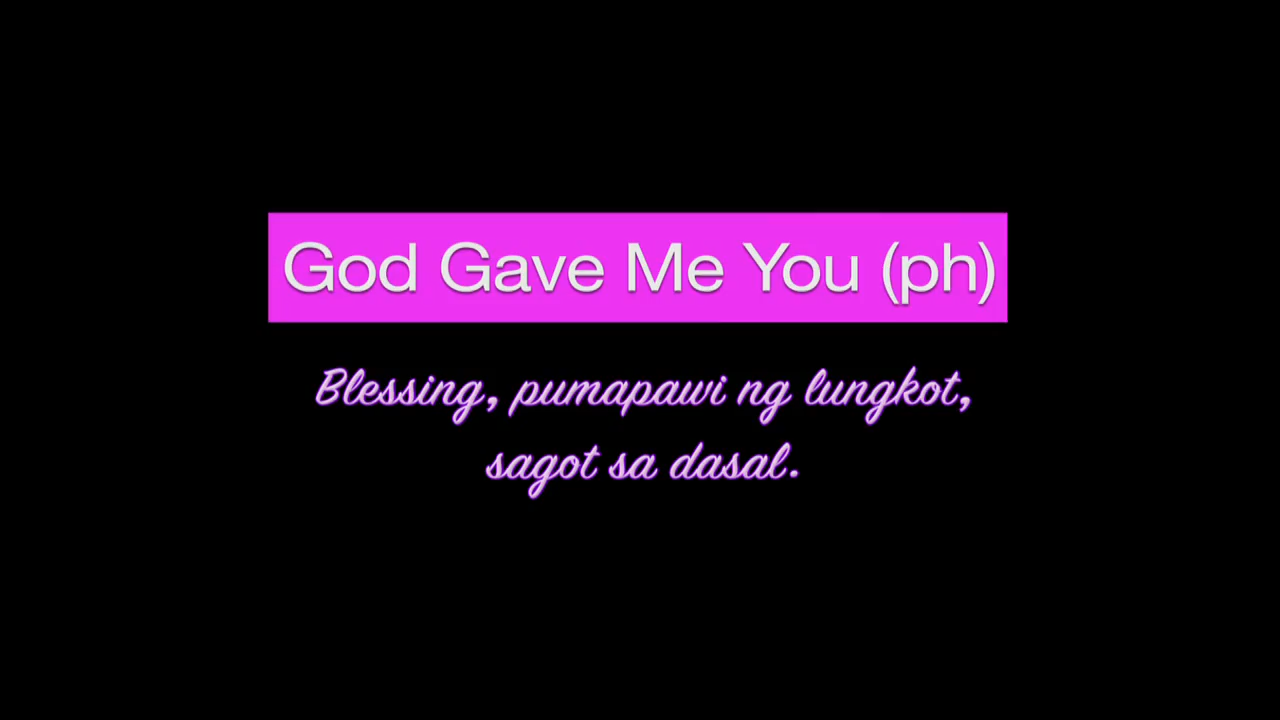 God Gave Me You (ph)
Blessing, pumapawi ng lungkot,
sagot sa dasal.